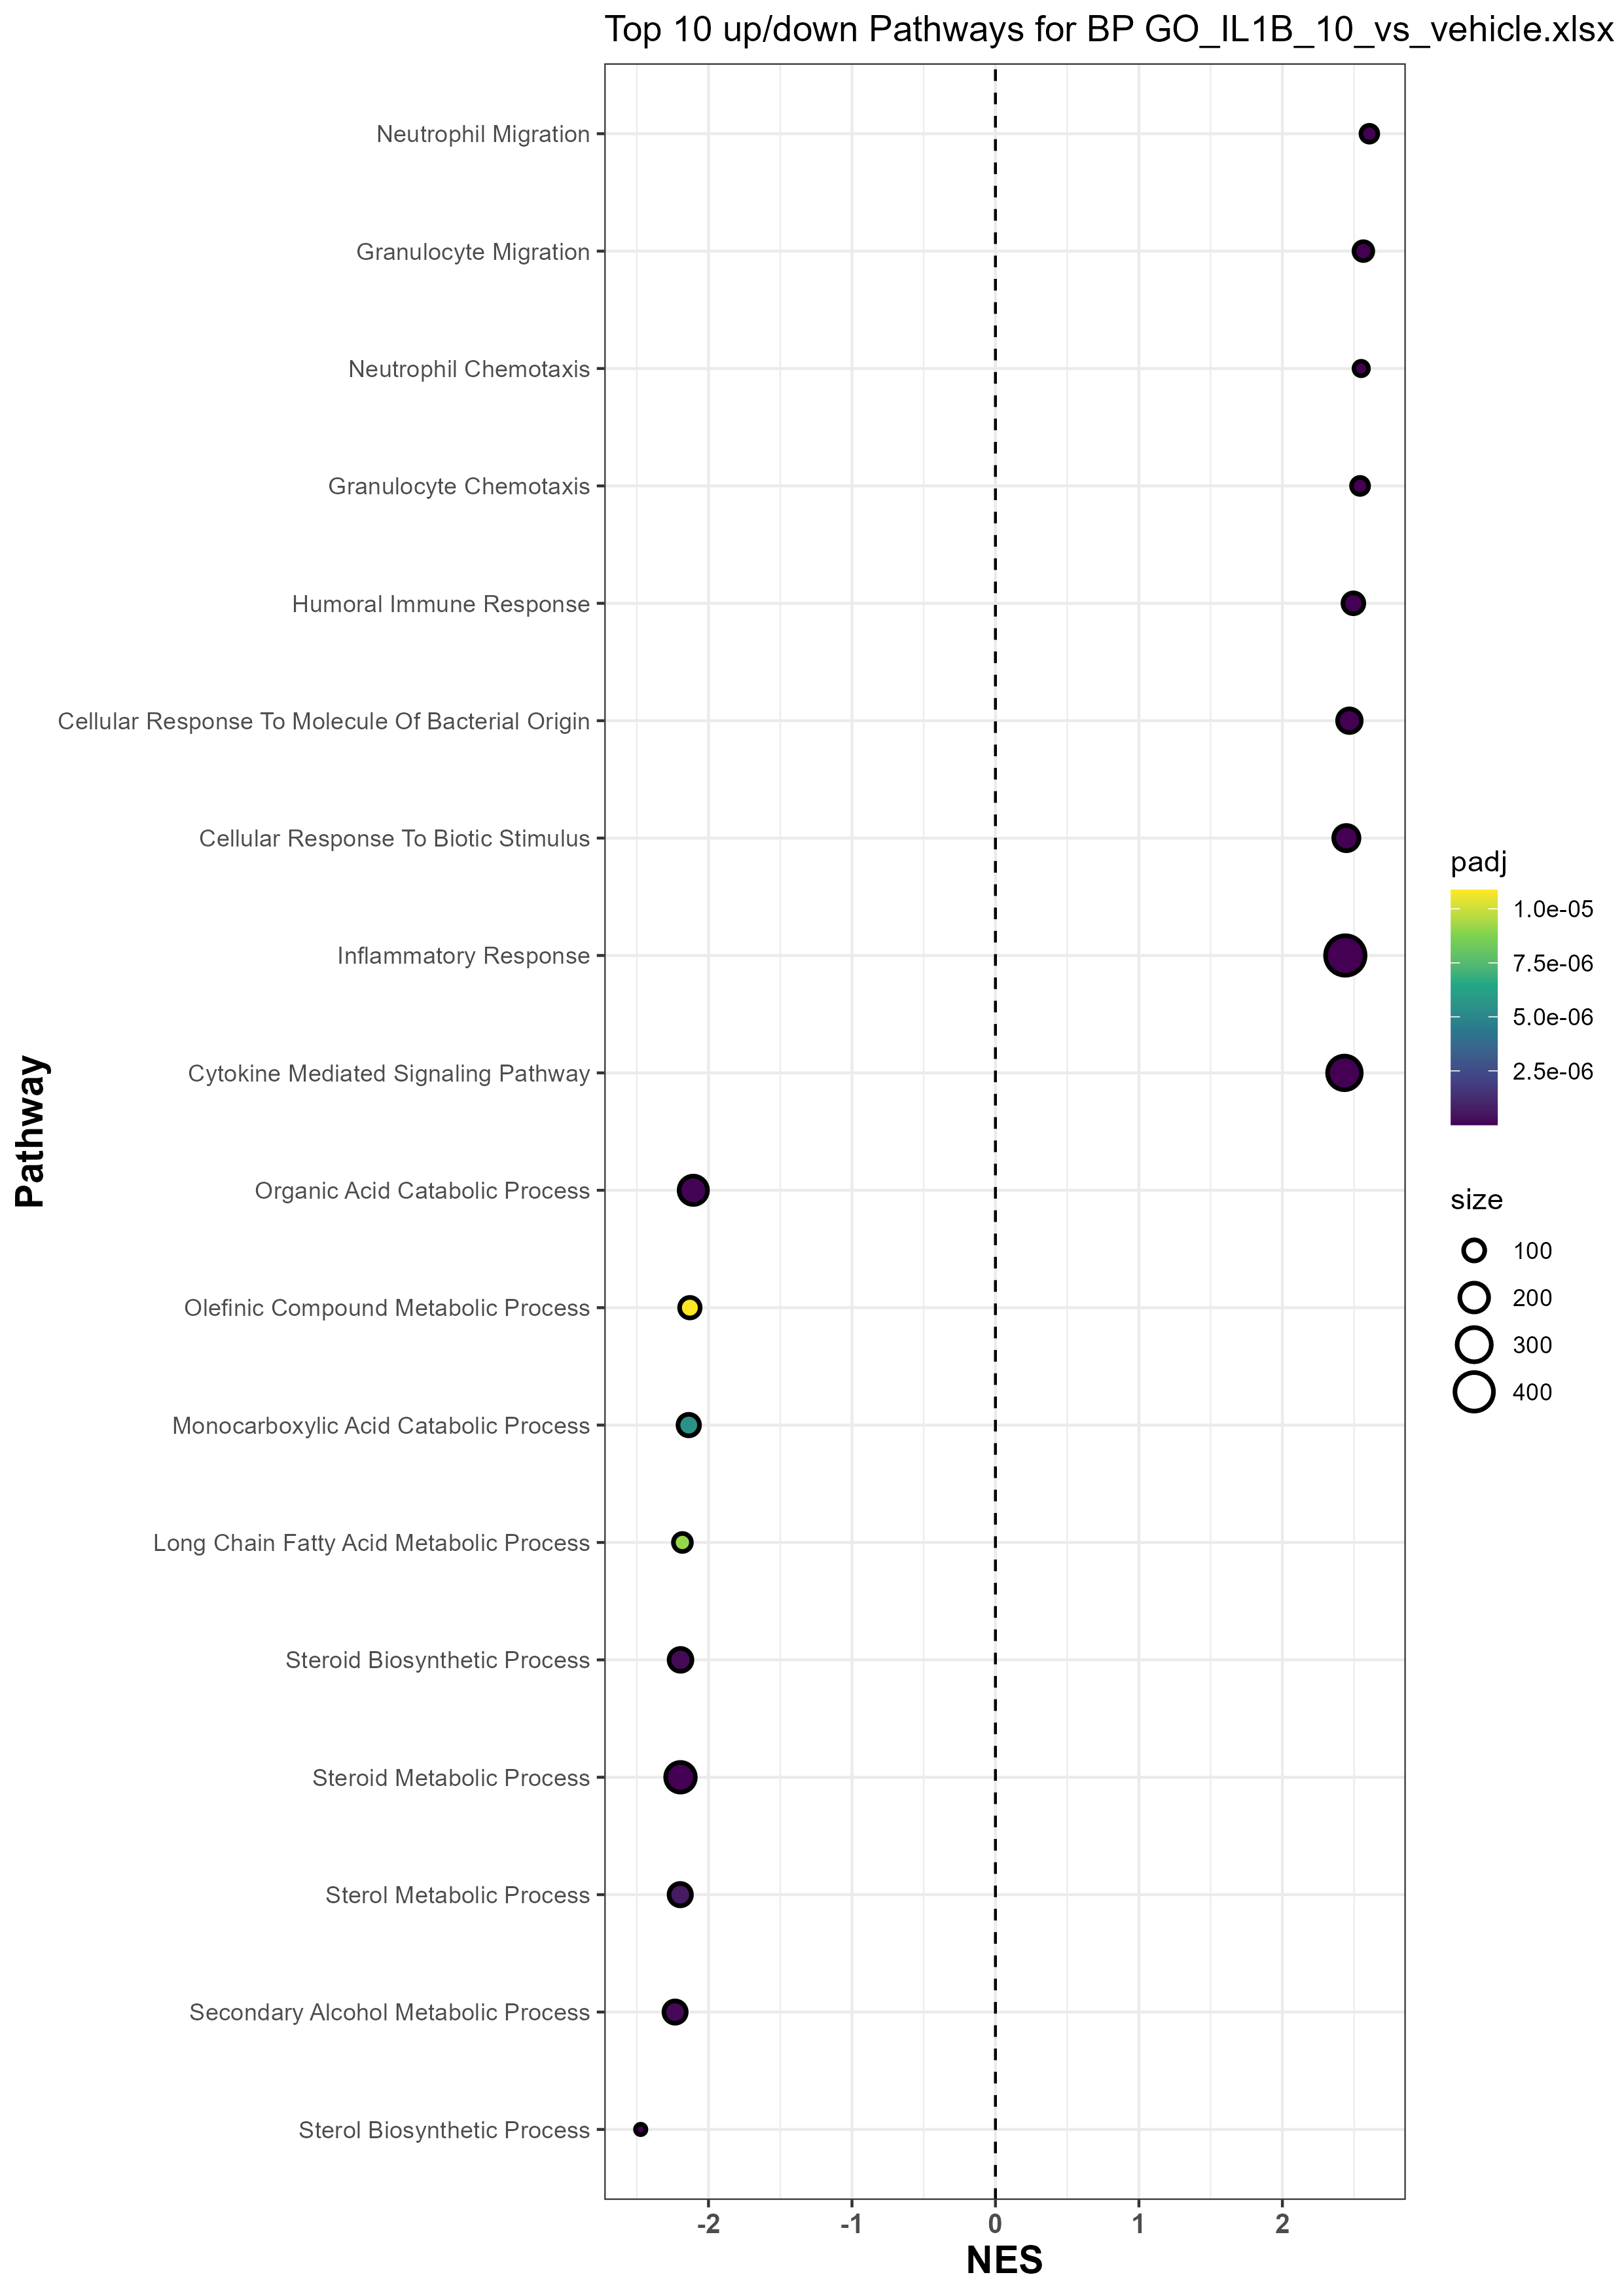 Top 10 up/down Pathways for BP GO_IL1B_10_vs_vehicle.xlsx
Neutrophil Migration
Granulocyte Migration
Neutrophil Chemotaxis
Granulocyte Chemotaxis
Humoral Immune Response
Cellular Response To Molecule Of Bacterial Origin
Cellular Response To Biotic Stimulus
Inflammatory Response
Cytokine Mediated Signaling Pathway
Organic Acid Catabolic Process
Olefinic Compound Metabolic Process
Monocarboxylic Acid Catabolic Process
Long Chain Fatty Acid Metabolic Process
Steroid Biosynthetic Process
Steroid Metabolic Process
Sterol Metabolic Process
Secondary Alcohol Metabolic Process
Sterol Biosynthetic Process
Pathway
-2 -1 0 1 2
NES
padj
1.0e-05
7.5e-06
5.0e-06
2.5e-06
size
100
200
300
400